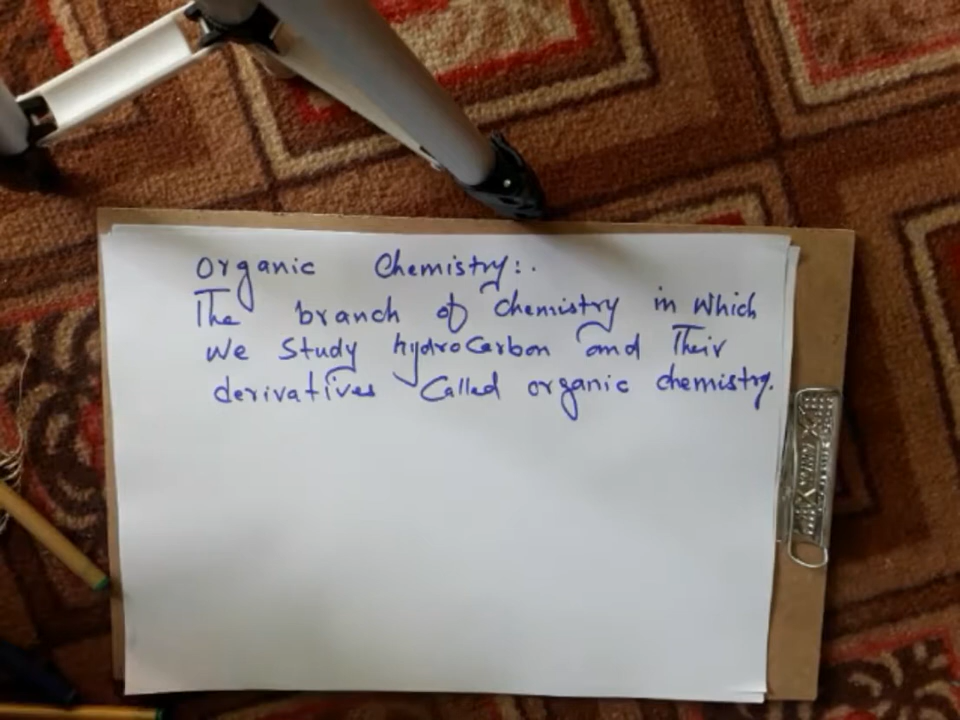 Organic Chemistry:.
The branch of chemistry in which
we study hydrocarbon and their
derivatives called organic chemistry.